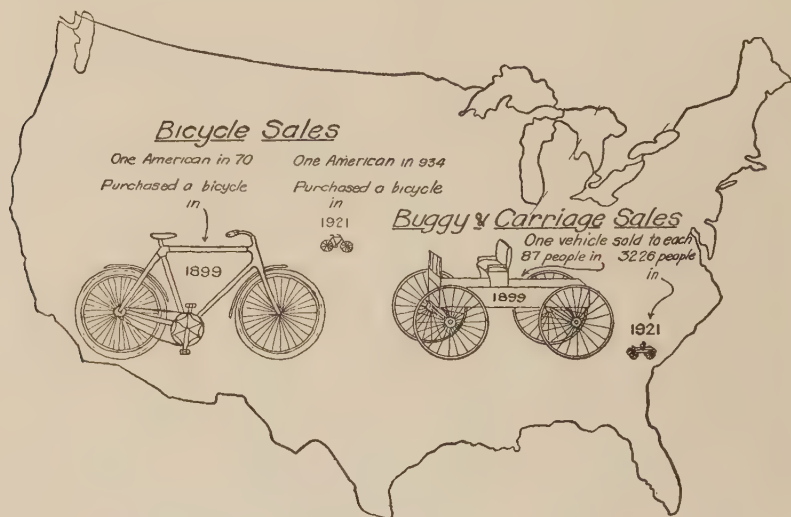 Bicycle Sales
One American in 70
Purchased a bicycle
in
1899
One American in 934
Purchased a bicycle
in
1921
Buggy & Carriage Sales
One vehicle sold to each
87 people in 3226 people
in
1899
1921